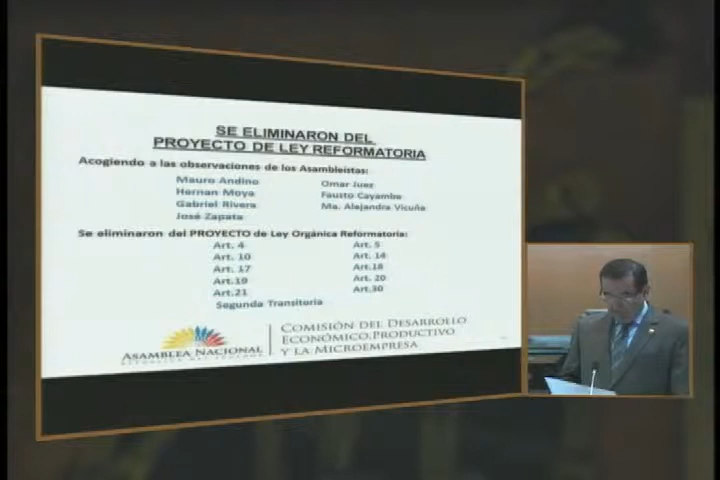 SE ELIMINARON DEL
PROYECTO DE LEY REFORMATORIA
Acogiendo a las observaciones de los Asambleístas:
Mauro Andino
Hernan Moya
Gabriel Rivera
José Zapata
Omar Juez
Fausto Cayambe
Ma. Alejandra Vicuña
Se eliminaron del PROYECTO de Ley Orgánica Reformatoria:
Art. 4
Art. 10
Art. 17
Art.19
Art.21
Art. 5
Art. 14
Art.18
Art. 20
Art.30
Segunda Transitoria
ASAMBLEA NACIONAL
REPÚBLICA DEL ECUADOR
COMISIÓN DEL DESARROLLO
ECONÓMICO, PRODUCTIVO
Y LA MICROEMPRESA